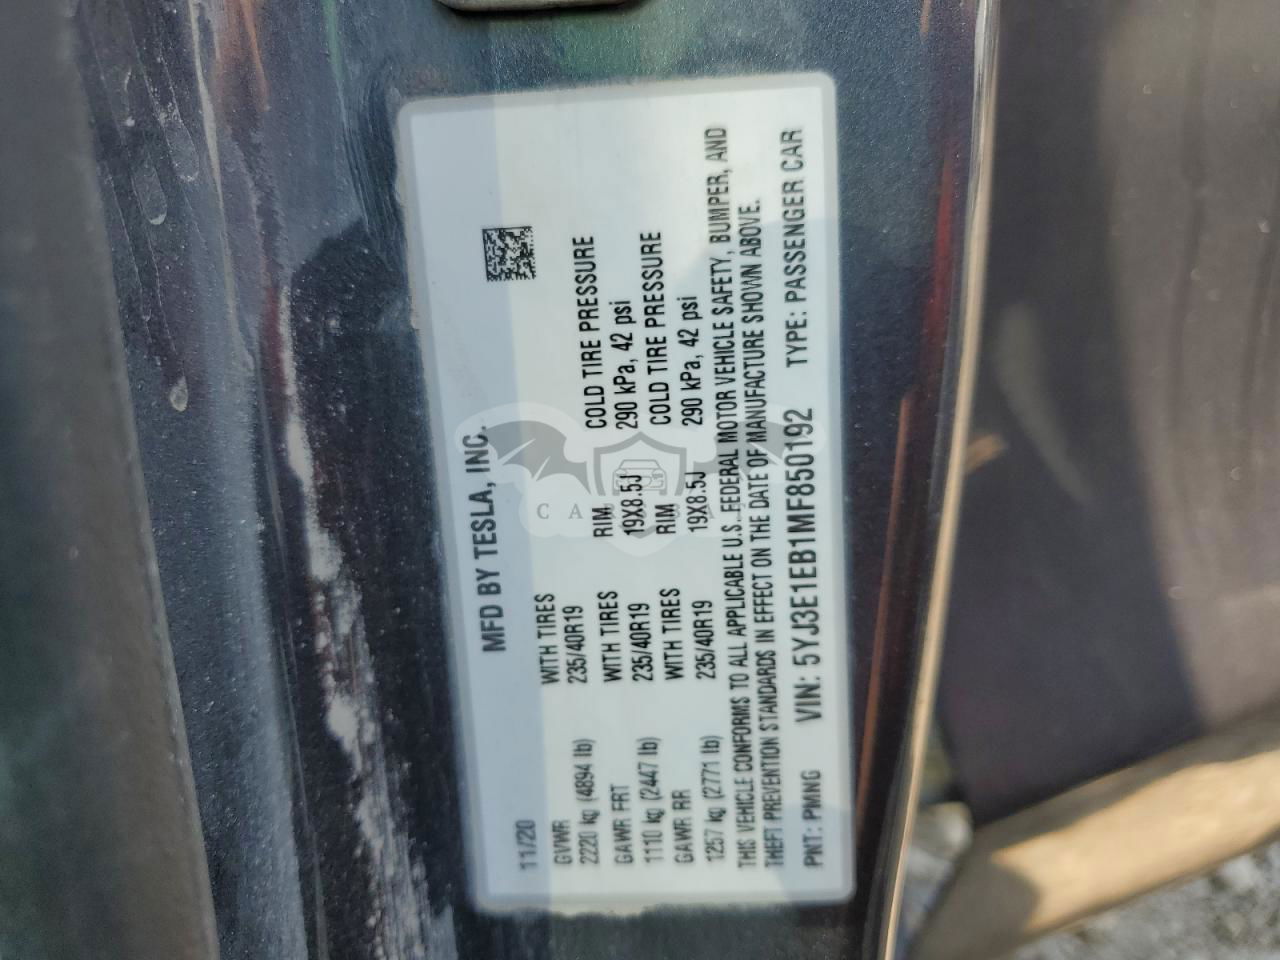 MFD BY TESLA, INC.
11/20
GVWR WITH TIRES RIM COLD TIRE PRESSURE
2220 kg (4894 lb) 235/40R19 19X8.5J 290 kPa, 42 psi
GAWR FRT WITH TIRES RIM COLD TIRE PRESSURE
1110 kg (2447 lb) 235/40R19 19X8.5J 290 kPa, 42 psi
GAWR RR WITH TIRES
1257 kg (2771 lb) 235/40R19
THIS VEHICLE CONFORMS TO ALL APPLICABLE U.S. FEDERAL MOTOR VEHICLE SAFETY, BUMPER, AND
THEFT PREVENTION STANDARDS IN EFFECT ON THE DATE OF MANUFACTURE SHOWN ABOVE.
PNT: PMNG VIN: 5YJ3E1EB1MF850192 TYPE: PASSENGER CAR